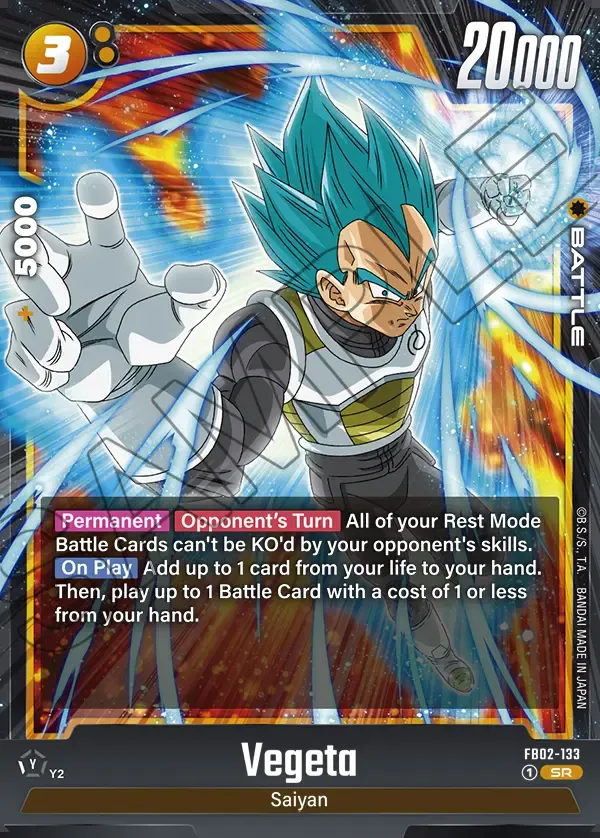 3
20000
5000
+
BATTLE
SAMPLE
Permanent Opponent's Turn All of your Rest Mode
Battle Cards can't be KO'd by your opponent's skills.
On Play Add up to 1 card from your life to your hand.
Then, play up to 1 Battle Card with a cost of 1 or less
from your hand.
©B.S./S., T.A. BANDAI MADE IN JAPAN
Vegeta
FB02-133
Y Y2
1 SR
Saiyan